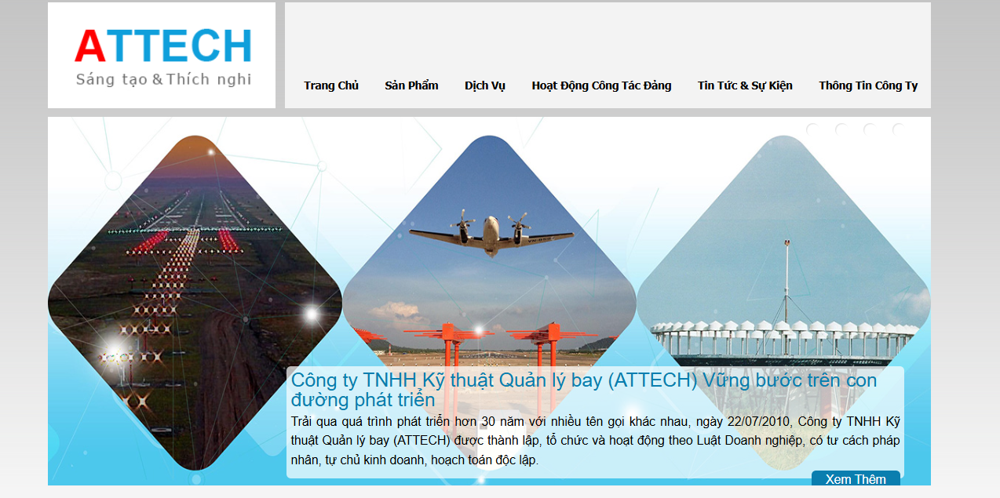 ATTECH
Sáng tạo & Thích nghi
Trang Chủ Sản Phẩm Dịch Vụ Hoạt Động Công Tác Đảng Tin Tức & Sự Kiện Thông Tin Công Ty
Công ty TNHH Kỹ thuật Quản lý bay (ATTECH) Vững bước trên con
đường phát triển
Trải qua quá trình phát triển hơn 30 năm với nhiều tên gọi khác nhau, ngày 22/07/2010, Công ty TNHH Kỹ
thuật Quản lý bay (ATTECH) được thành lập, tổ chức và hoạt động theo Luật Doanh nghiệp, có tư cách pháp
nhân, tự chủ kinh doanh, hoạch toán độc lập.
Xem Thêm